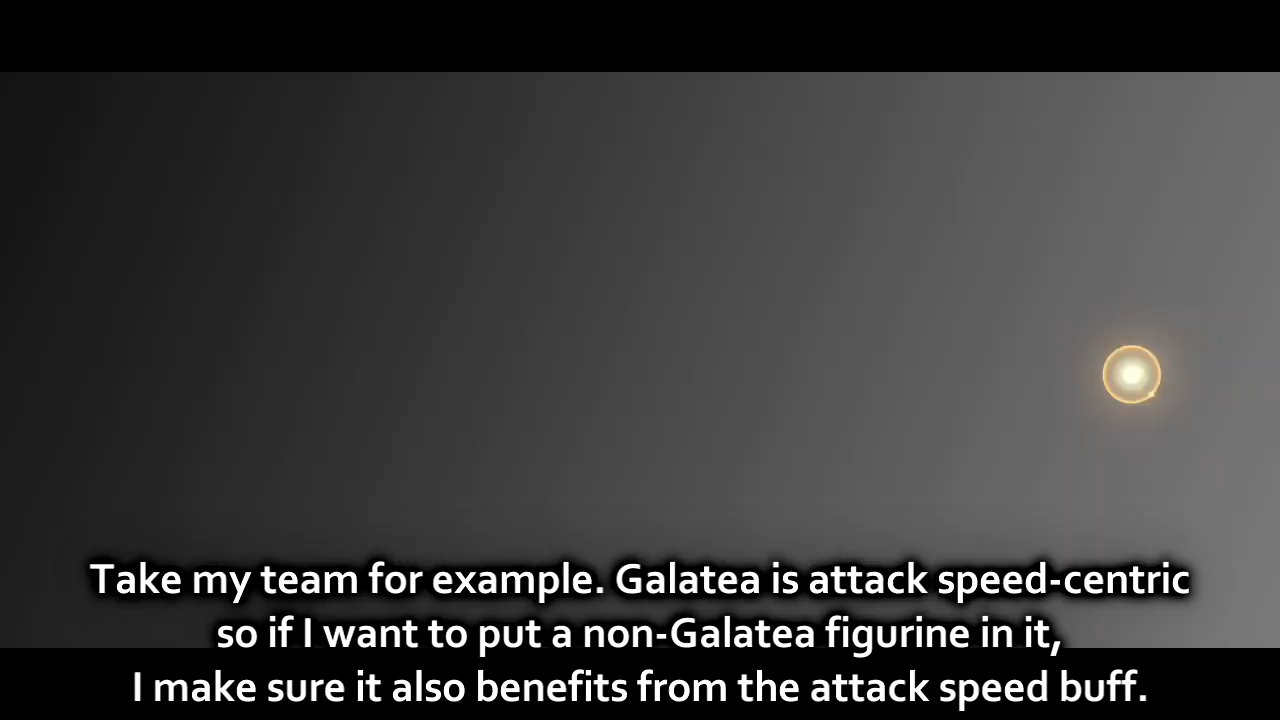 Take my team for example. Galatea is attack speed-centric
so if I want to put a non-Galatea figurine in it,
I make sure it also benefits from the attack speed buff.